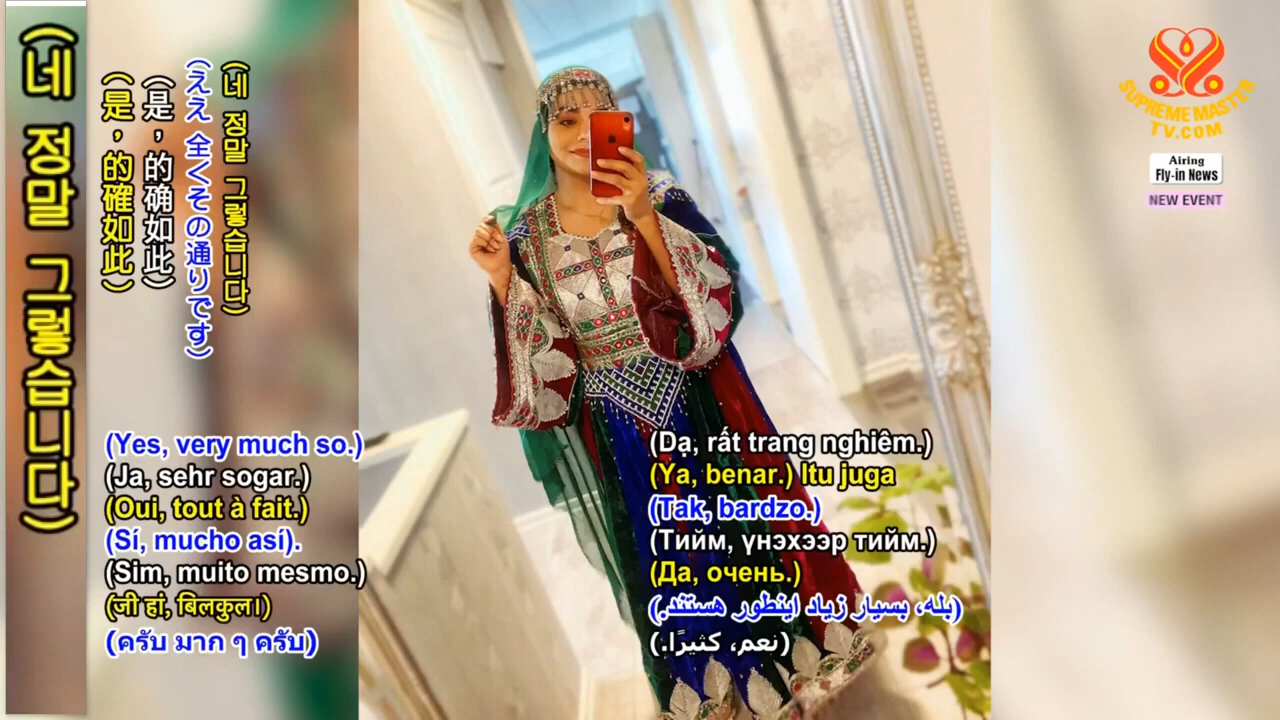 (네 정말 그렇습니다)
(是，的確如此)
(是，的确如此)
(ええ 全くその通りです)
(네 정말 그렇습니다)
(Yes, very much so.)
(Ja, sehr sogar.)
(Oui, tout à fait.)
(Sí, mucho así).
(Sim, muito mesmo.)
(जी हां, बिलकुल।)
(ครับ มาก ๆ ครับ)
(Dạ, rất trang nghiêm.)
(Ya, benar.) Itu juga
(Tak, bardzo.)
(Тийм, үнэхээр тийм.)
(Да, очень.)
(بله، بسیار زیاد اینطور هستند.)
(نعم، كثيرًا.)
SUPREME MASTER
TV.COM
Airing
Fly-in News
NEW EVENT